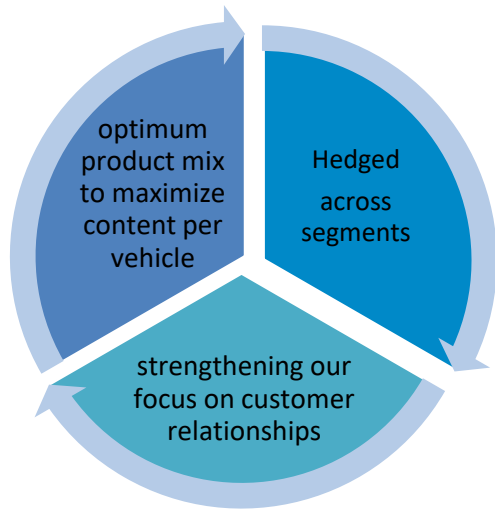 optimum
product mix
to maximize
content per
vehicle
Hedged
across
segments
strengthening our
focus on customer
relationships